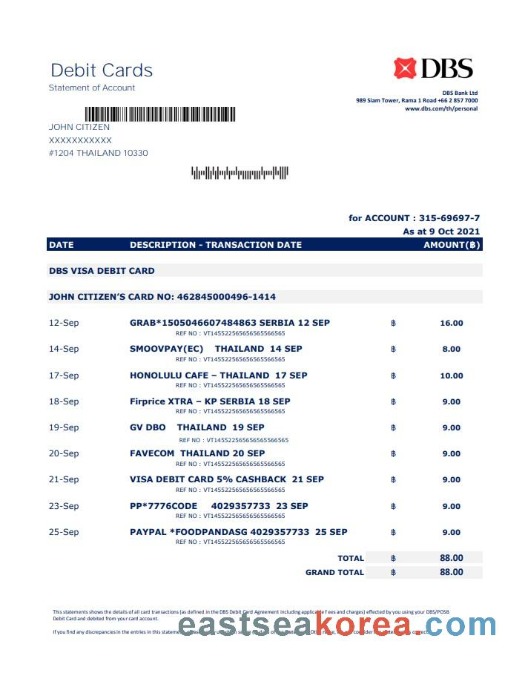 Debit Cards
Statement of Account
DBS
DBS Bank Ltd
989 Siam Tower, Rama 1 Road +66 2 857 7000
www.dbs.com/th/personal
JOHN CITIZEN
XXXXXXXXXXX
#1204 THAILAND 10330
for ACCOUNT : 315-69697-7
As at 9 Oct 2021
DATE DESCRIPTION - TRANSACTION DATE AMOUNT(฿)
DBS VISA DEBIT CARD
JOHN CITIZEN'S CARD NO: 462845000496-1414
12-Sep GRAB*1505046607484863 SERBIA 12 SEP ฿ 16.00
REF NO : VT145522565656565566565
14-Sep SMOOVPAY(EC) THAILAND 14 SEP ฿ 8.00
REF NO : VT145522565656565566565
17-Sep HONOLULU CAFE – THAILAND 17 SEP ฿ 10.00
REF NO : VT145522565656565566565
18-Sep Firprice XTRA – KP SERBIA 18 SEP ฿ 9.00
REF NO : VT145522565656565566565
19-Sep GV DBO THAILAND 19 SEP ฿ 9.00
REF NO : VT145522565656565566565
20-Sep FAVECOM THAILAND 20 SEP ฿ 9.00
REF NO : VT145522565656565566565
21-Sep VISA DEBIT CARD 5% CASHBACK 21 SEP ฿ 9.00
REF NO : VT145522565656565566565
23-Sep PP*7776CODE 4029357733 23 SEP ฿ 9.00
REF NO : VT145522565656565566565
25-Sep PAYPAL *FOODPANDASG 4029357733 25 SEP ฿ 9.00
REF NO : VT145522565656565566565
TOTAL ฿ 88.00
GRAND TOTAL ฿ 88.00
This statements shows the details of all card transactions (as defined in the DBS Debit Card Agreement including applicable Fees and charges) effected by you using your DBS/POSB
Debit Card and debited from your card account.
If you find any discrepancies in the entries in this
eastseakorea.com